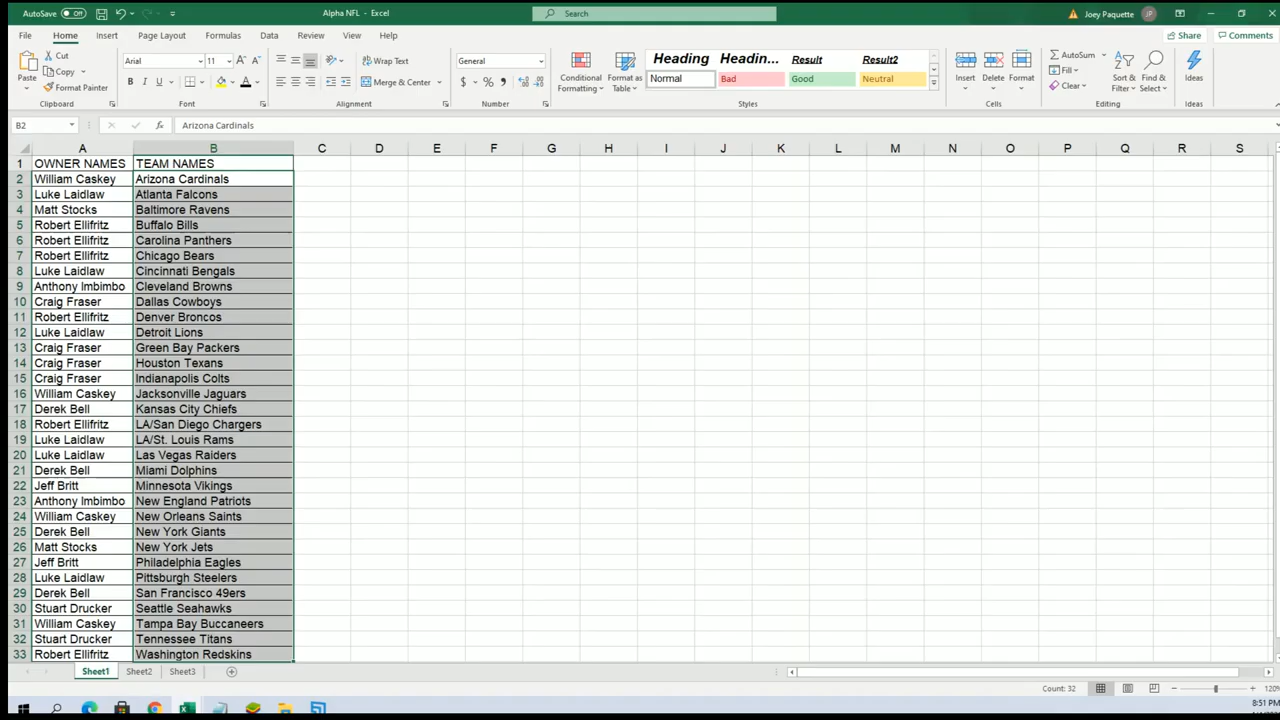 AutoSave Off Alpha NFL - Excel Search Joey Paquette JP
File Home Insert Page Layout Formulas Data Review View Help Share Comments
Paste Cut Copy Format Painter Clipboard
Arial 11 A A B I U A Font
Wrap Text Merge & Center Alignment
General $ % , Number
Conditional Formatting Format as Table
Heading Headin... Result Result2
Normal Bad Good Neutral
Styles
Insert Delete Format Cells
AutoSum Fill Clear Sort & Filter Find & Select Editing
Ideas Ideas
B2 fx Arizona Cardinals
A B C D E F G H I J K L M N O P Q R S
1 OWNER NAMES TEAM NAMES
2 William Caskey Arizona Cardinals
3 Luke Laidlaw Atlanta Falcons
4 Matt Stocks Baltimore Ravens
5 Robert Ellifritz Buffalo Bills
6 Robert Ellifritz Carolina Panthers
7 Robert Ellifritz Chicago Bears
8 Luke Laidlaw Cincinnati Bengals
9 Anthony Imbimbo Cleveland Browns
10 Craig Fraser Dallas Cowboys
11 Robert Ellifritz Denver Broncos
12 Luke Laidlaw Detroit Lions
13 Craig Fraser Green Bay Packers
14 Craig Fraser Houston Texans
15 Craig Fraser Indianapolis Colts
16 William Caskey Jacksonville Jaguars
17 Derek Bell Kansas City Chiefs
18 Robert Ellifritz LA/San Diego Chargers
19 Luke Laidlaw LA/St. Louis Rams
20 Luke Laidlaw Las Vegas Raiders
21 Derek Bell Miami Dolphins
22 Jeff Britt Minnesota Vikings
23 Anthony Imbimbo New England Patriots
24 William Caskey New Orleans Saints
25 Derek Bell New York Giants
26 Matt Stocks New York Jets
27 Jeff Britt Philadelphia Eagles
28 Luke Laidlaw Pittsburgh Steelers
29 Derek Bell San Francisco 49ers
30 Stuart Drucker Seattle Seahawks
31 William Caskey Tampa Bay Buccaneers
32 Stuart Drucker Tennessee Titans
33 Robert Ellifritz Washington Redskins
Sheet1 Sheet2 Sheet3
Count: 32 120%
8:51 PM